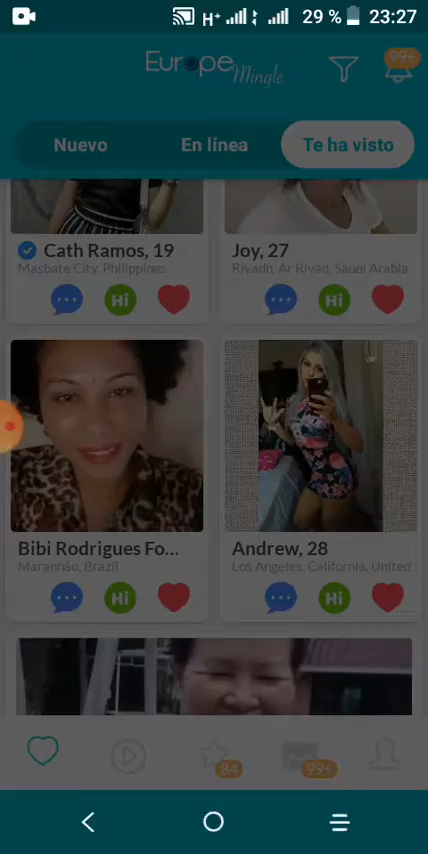 H+ 29 % 23:27
Europe Mingle
99+
Nuevo En línea Te ha visto
Cath Ramos, 19
Masbate City, Philippines
Joy, 27
Riyadh, Ar Riyad, Saudi Arabia
Hi Hi
Bibi Rodrigues Fo...
Maranhão, Brazil
Andrew, 28
Los Angeles, California, United
Hi Hi
84 99+